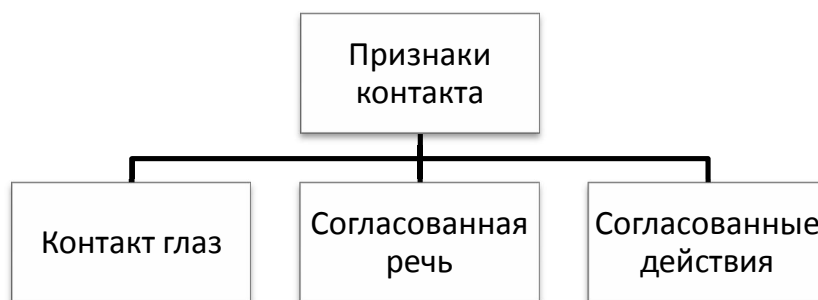 Признаки
контакта
Контакт глаз
Согласованная
речь
Согласованные
действия